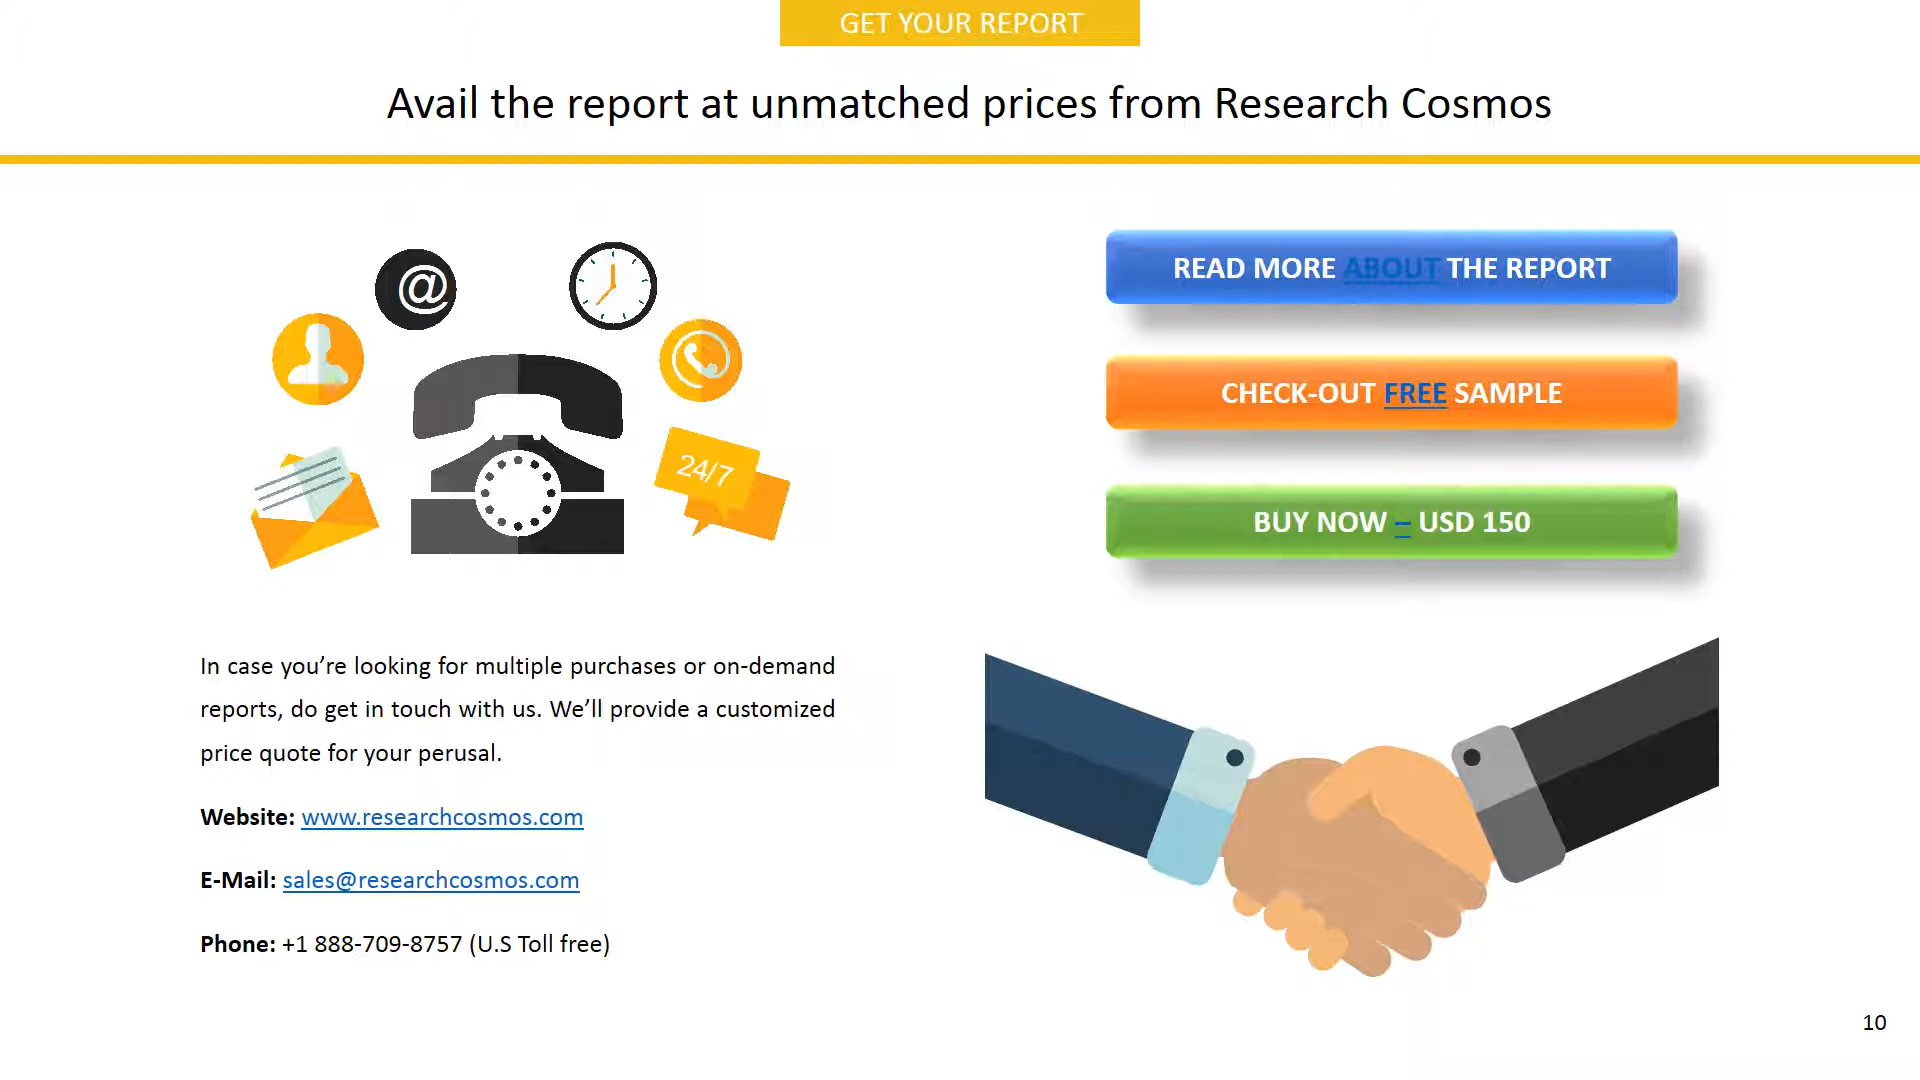 GET YOUR REPORT
Avail the report at unmatched prices from Research Cosmos
@
24/7
READ MORE ABOUT THE REPORT
CHECK-OUT FREE SAMPLE
BUY NOW – USD 150
In case you’re looking for multiple purchases or on-demand
reports, do get in touch with us. We’ll provide a customized
price quote for your perusal.
Website: www.researchcosmos.com
E-Mail: sales@researchcosmos.com
Phone: +1 888-709-8757 (U.S Toll free)
10